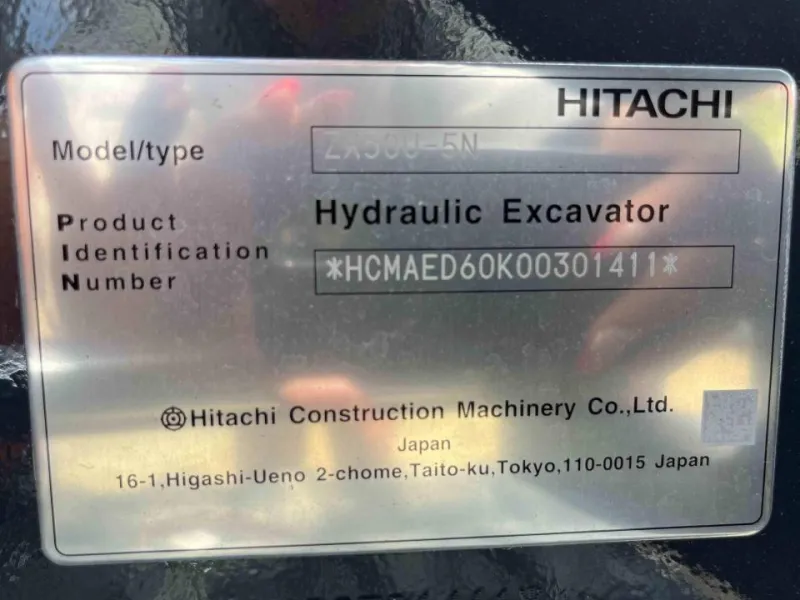 HITACHI
Model/type ZX50U-5N
Hydraulic Excavator
Product
Identification
Number *HCMAED60K00301411*
Hitachi Construction Machinery Co.,Ltd.
Japan
16-1,Higashi-Ueno 2-chome,Taito-ku,Tokyo,110-0015 Japan